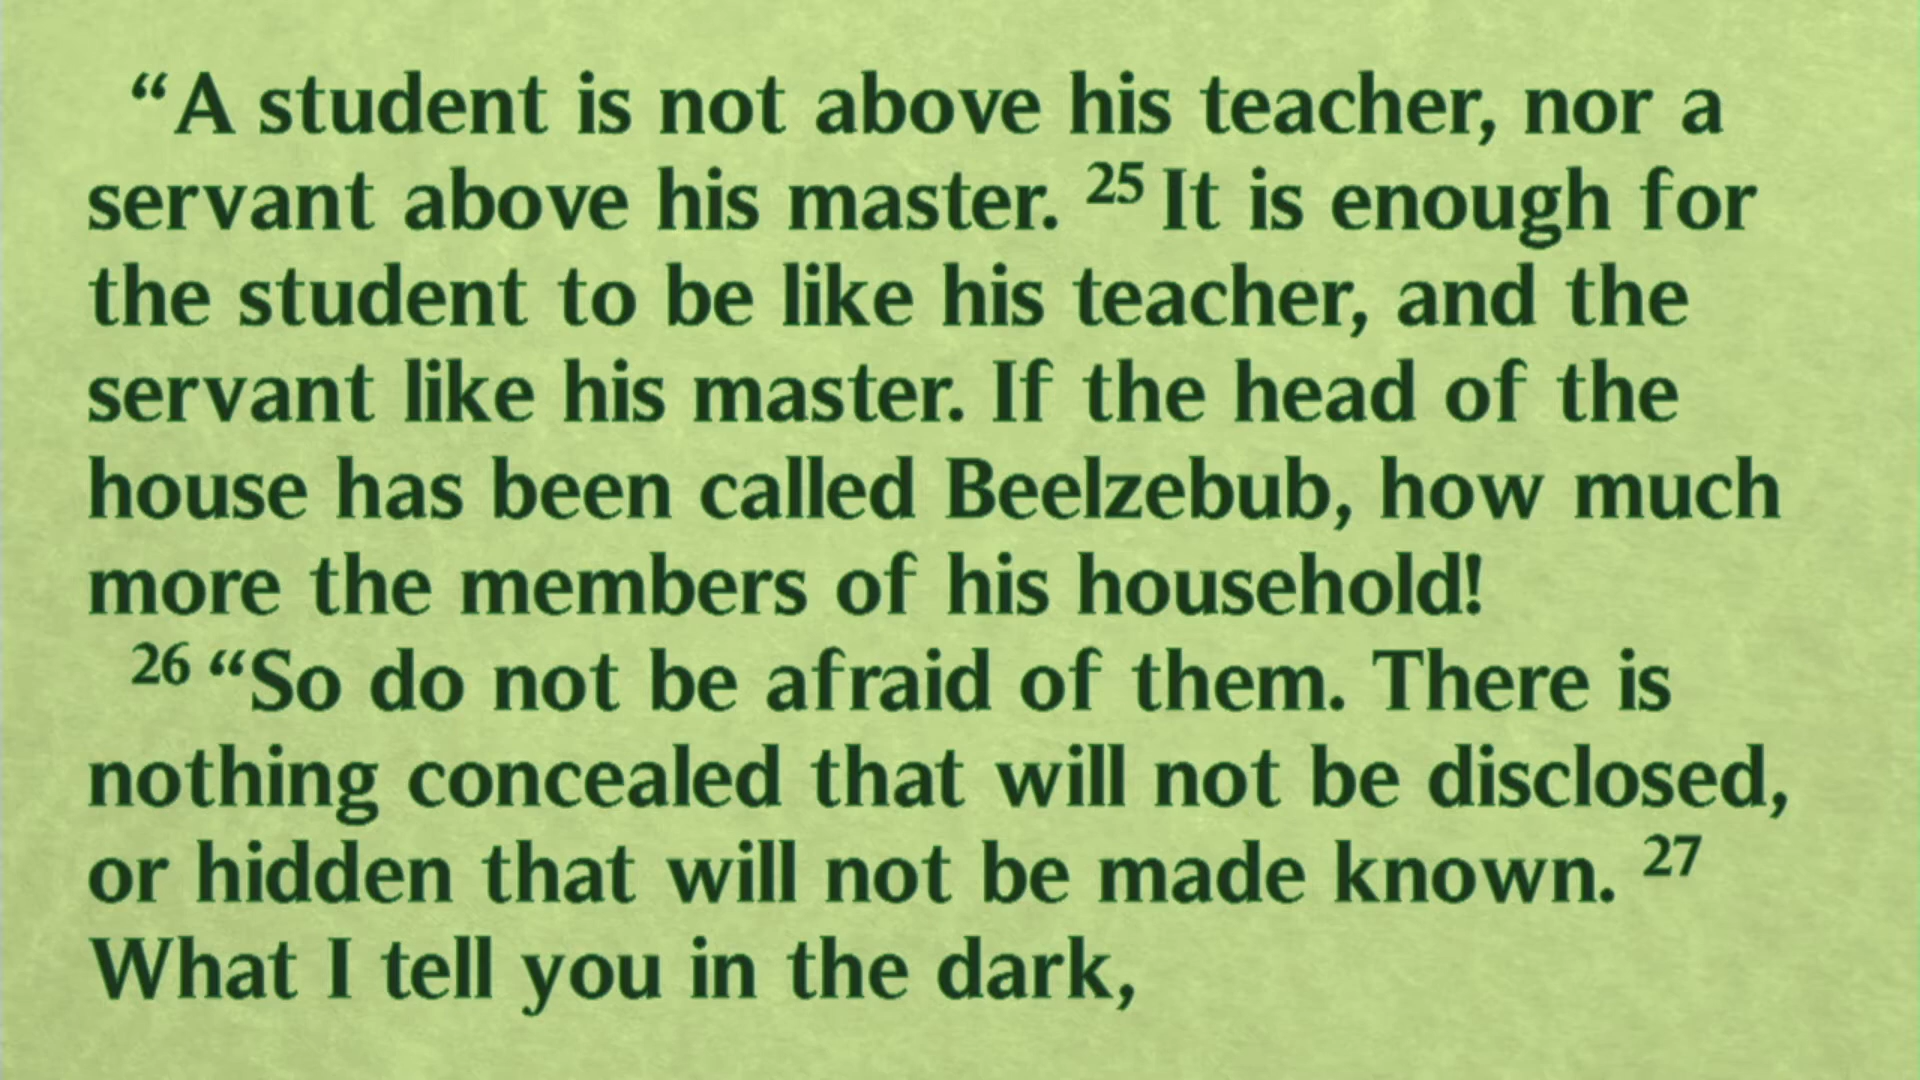 “A student is not above his teacher, nor a
servant above his master. 25 It is enough for
the student to be like his teacher, and the
servant like his master. If the head of the
house has been called Beelzebub, how much
more the members of his household!
26 “So do not be afraid of them. There is
nothing concealed that will not be disclosed,
or hidden that will not be made known. 27
What I tell you in the dark,